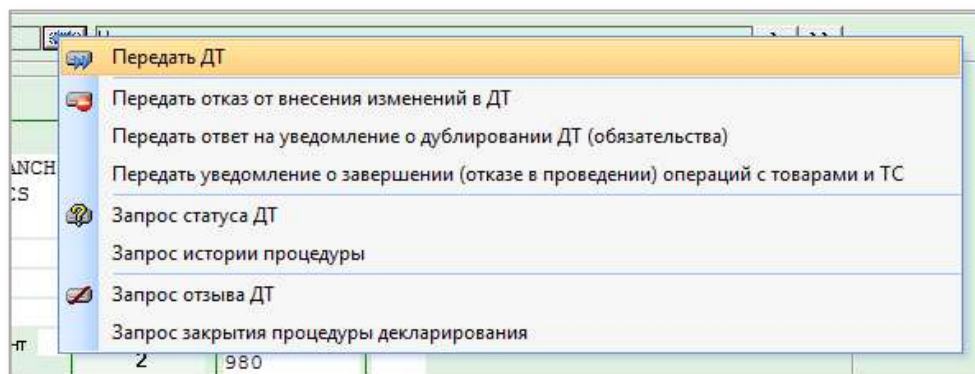 Передать ДТ
Передать отказ от внесения изменений в ДТ
Передать ответ на уведомление о дублировании ДТ (обязательства)
Передать уведомление о завершении (отказе в проведении) операций с товарами и ТС
Запрос статуса ДТ
Запрос истории процедуры
Запрос отзыва ДТ
Запрос закрытия процедуры декларирования
2 980